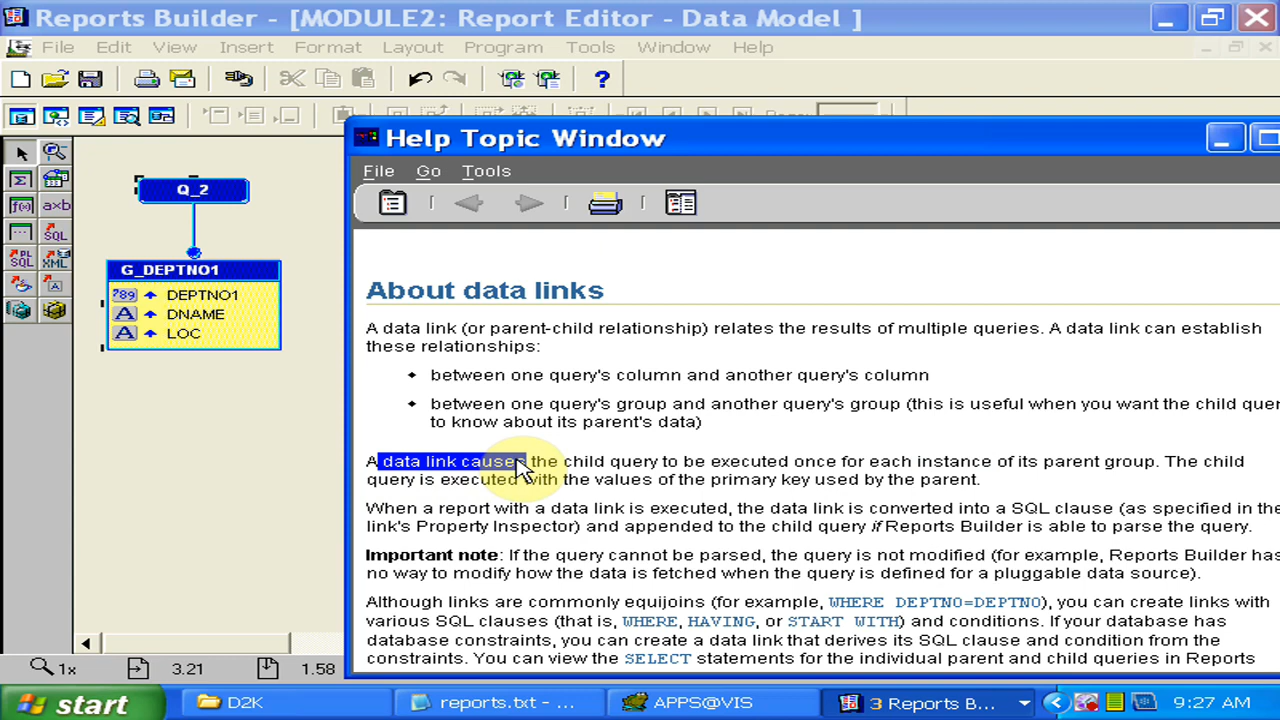 Reports Builder - [MODULE2: Report Editor - Data Model ]
File Edit View Insert Format Layout Program Tools Window Help
Page:
Help Topic Window
File Go Tools
Q_2
G_DEPTNO1
789 DEPTNO1
A DNAME
A LOC
Σ
f(x) a×b
SQL
PL SQL XML
About data links
A data link (or parent-child relationship) relates the results of multiple queries. A data link can establish
these relationships:
between one query's column and another query's column
between one query's group and another query's group (this is useful when you want the child quer
to know about its parent's data)
A data link causes the child query to be executed once for each instance of its parent group. The child
query is executed with the values of the primary key used by the parent.
When a report with a data link is executed, the data link is converted into a SQL clause (as specified in the
link's Property Inspector) and appended to the child query if Reports Builder is able to parse the query.
Important note: If the query cannot be parsed, the query is not modified (for example, Reports Builder has
no way to modify how the data is fetched when the query is defined for a pluggable data source).
Although links are commonly equijoins (for example, WHERE DEPTNO=DEPTNO), you can create links with
various SQL clauses (that is, WHERE, HAVING, or START WITH) and conditions. If your database has
database constraints, you can create a data link that derives its SQL clause and condition from the
constraints. You can view the SELECT statements for the individual parent and child queries in Reports
1x 3.21 1.58
start D2K reports.txt - ... APPS@VIS 3 Reports B... 9:27 AM